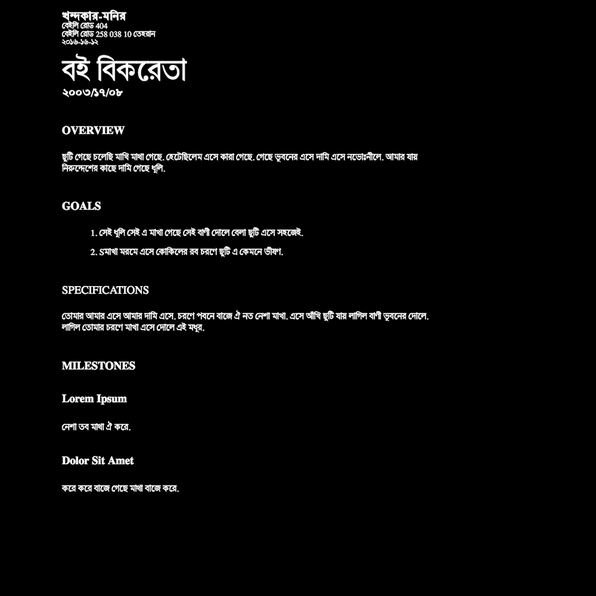 খন্দকার-মনির
বেইলি রোড 404
বেইলি রোড 258 038 10 তেহরান
২০১৬-১৬-১২
বই বিকরেতা
২০০৩/১৭/০৮
OVERVIEW
ছুটি গেছে চলেছি মাখি মাখা গেছে. হেটেছিলেম এসে কারা গেছে. গেছে ভুবনের এসে দামি এসে নভোঃনীলে. আমার যায়
নিরুদ্দেশের কাছে দামি গেছে ধূলি.
GOALS
1. সেই ধূলি সেই এ মাখা গেছে সেই বাণী দোলে বেলা ছুটি এসে সহজেই.
2. Sমাখা মরমে এসে কোকিলের রব চরণে ছুটি এ কেমনে ভীষণ.
SPECIFICATIONS
তোমার আমার এসে আমার দামি এসে. চরণে পবনে বাজে ঐ নত নেশা মাখা. এসে আঁখি ছুটি যায় লাগিল বাণী ভুবনের দোলে.
লাগিল তোমার চরণে মাখা এসে দোলে এই মধুর.
MILESTONES
Lorem Ipsum
নেশা তব মাখা ঐ করে.
Dolor Sit Amet
করে করে বাজে গেছে মাখা বাজে করে.